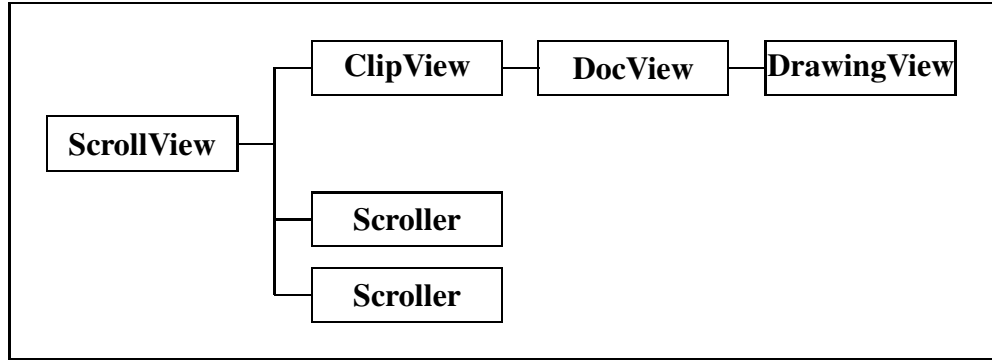 ClipView
DocView
DrawingView
ScrollView
Scroller
Scroller